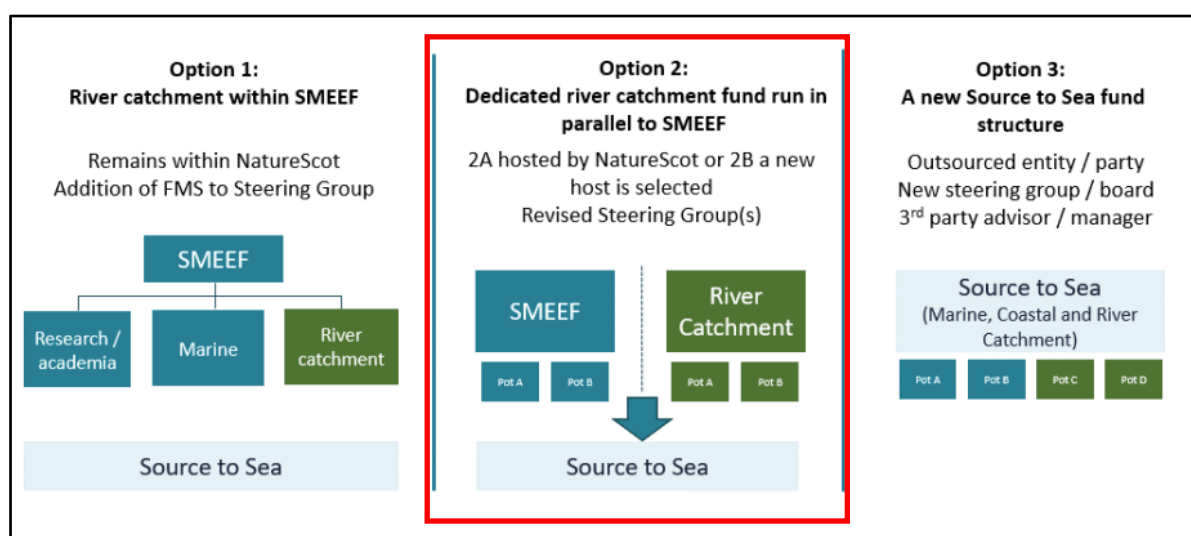 Option 1:
River catchment within SMEEF
Remains within NatureScot
Addition of FMS to Steering Group
SMEEF
Research /
academia
Marine
River
catchment
Source to Sea
Option 2:
Dedicated river catchment fund run in
parallel to SMEEF
2A hosted by NatureScot or 2B a new
host is selected
Revised Steering Group(s)
SMEEF
River
Catchment
Pot A
Pot B
Pot A
Pot B
Source to Sea
Option 3:
A new Source to Sea fund
structure
Outsourced entity / party
New steering group / board
3rd party advisor / manager
Source to Sea
(Marine, Coastal and River
Catchment)
Pot A
Pot B
Pot C
Pot D